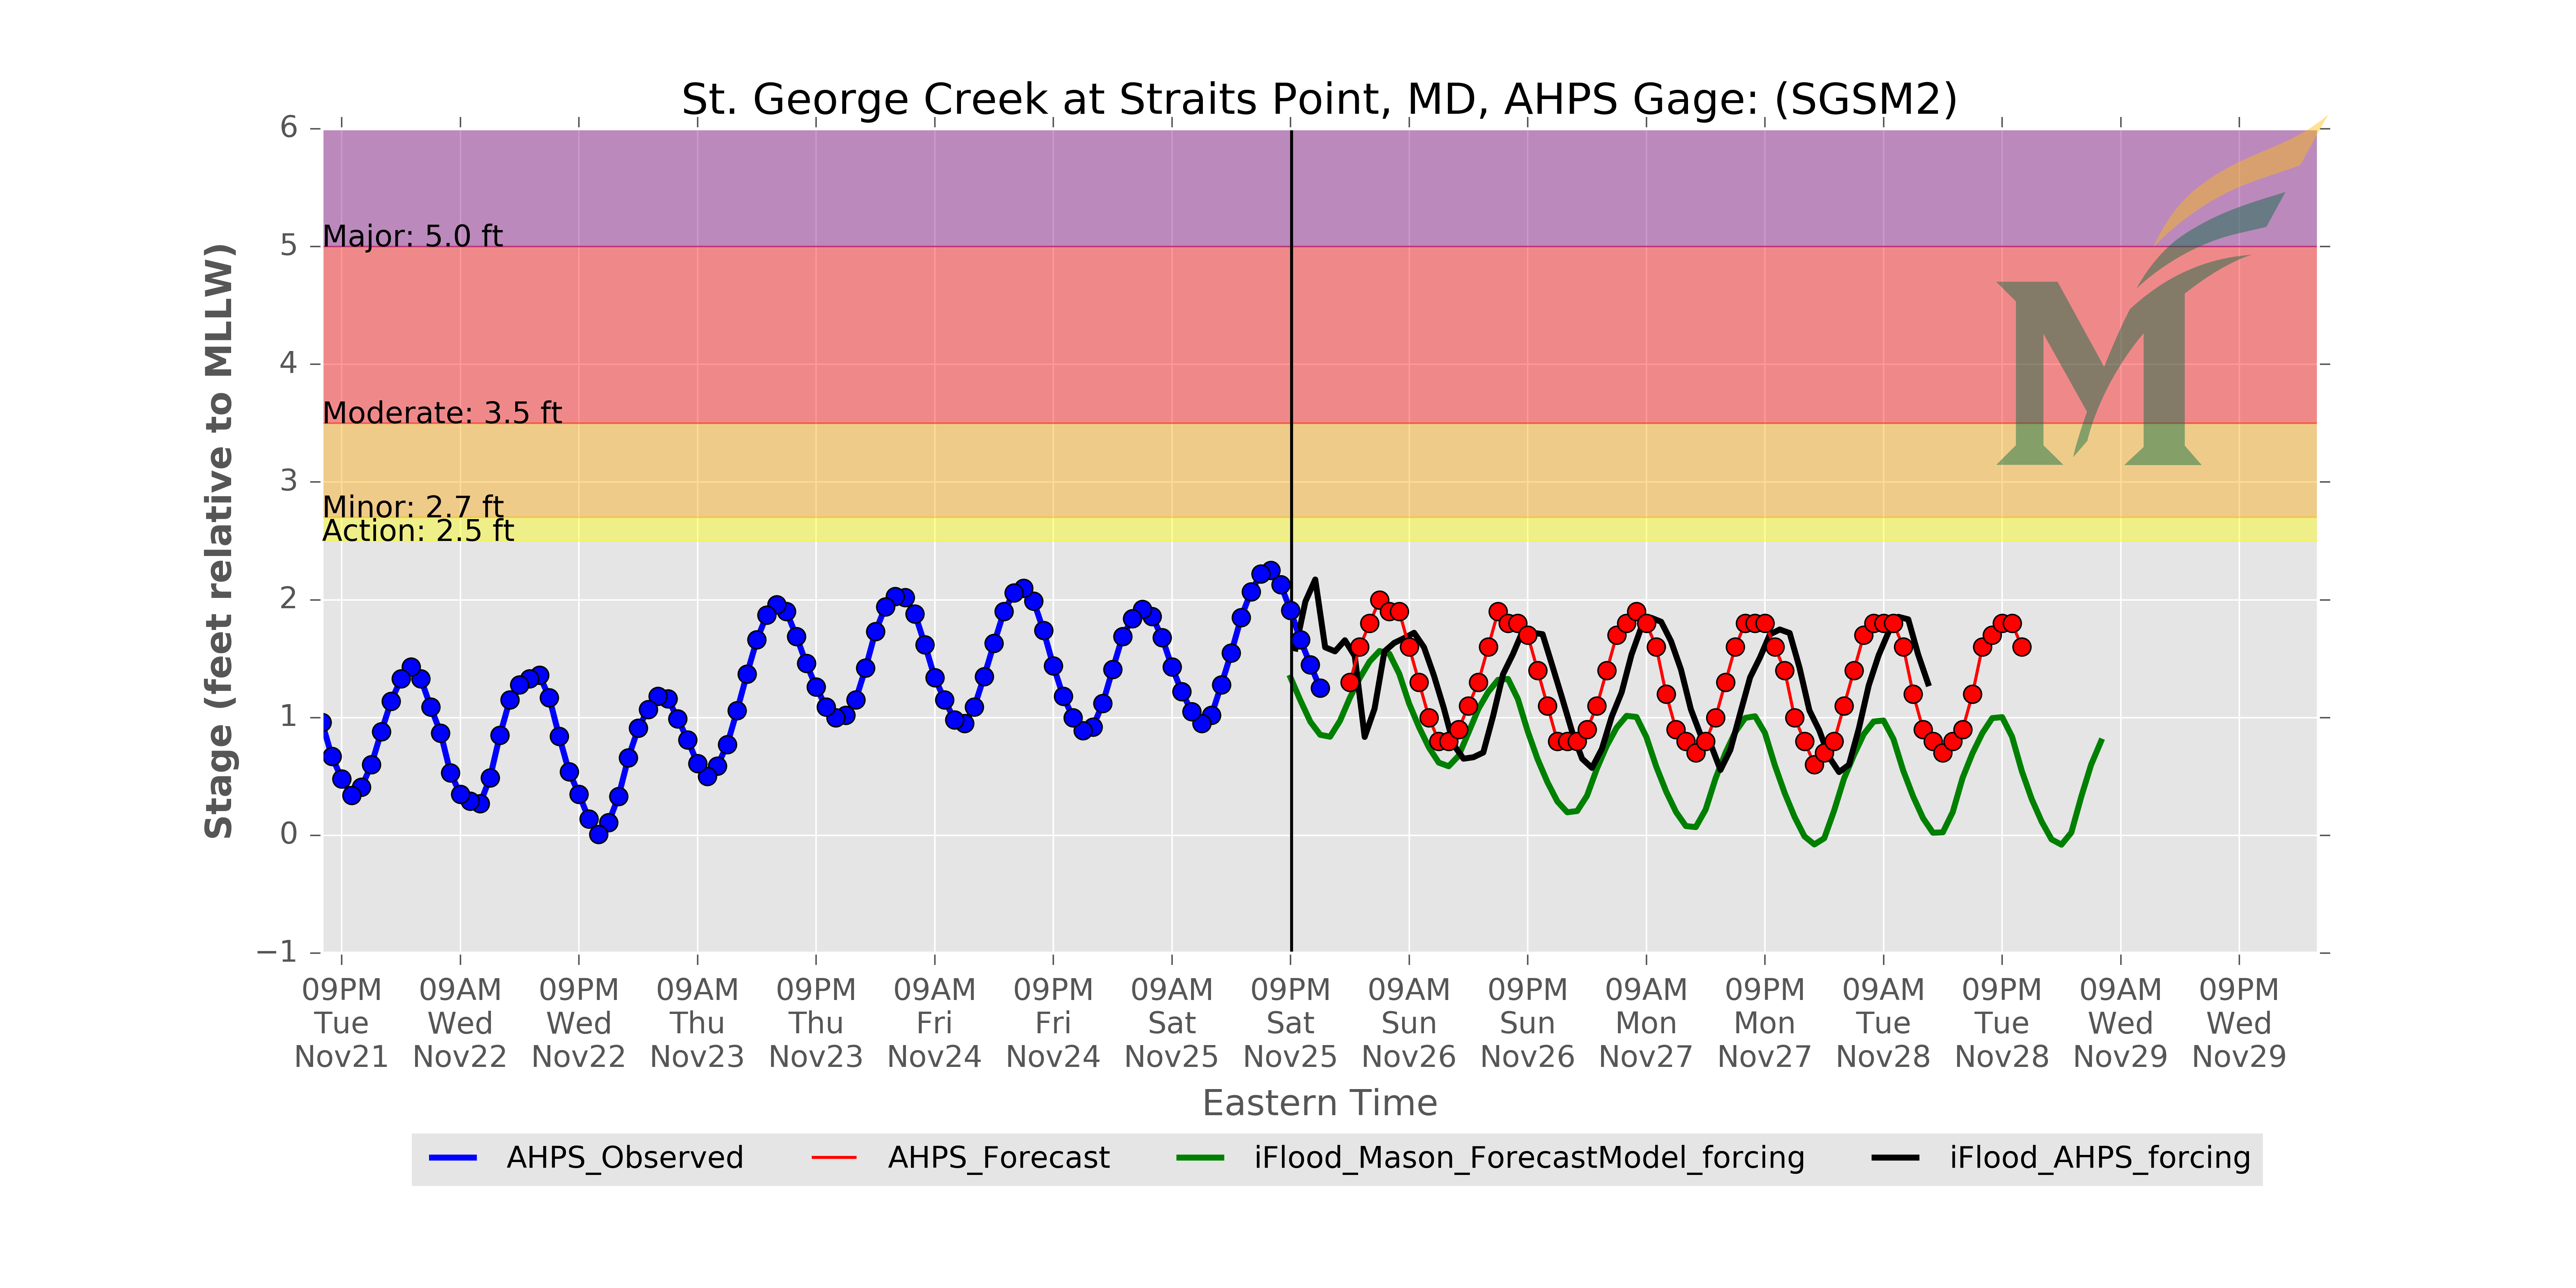 St. George Creek at Straits Point, MD, AHPS Gage: (SGSM2)
Stage (feet relative to MLLW)
6
5
4
3
2
1
0
−1
Major: 5.0 ft
Moderate: 3.5 ft
Minor: 2.7 ft
Action: 2.5 ft
09PM 09AM 09PM 09AM 09PM 09AM 09PM 09AM 09PM 09AM 09PM 09AM 09PM 09AM 09PM 09AM 09PM
Tue Wed Wed Thu Thu Fri Fri Sat Sat Sun Sun Mon Mon Tue Tue Wed Wed
Nov21 Nov22 Nov22 Nov23 Nov23 Nov24 Nov24 Nov25 Nov25 Nov26 Nov26 Nov27 Nov27 Nov28 Nov28 Nov29 Nov29
Eastern Time
AHPS_Observed AHPS_Forecast iFlood_Mason_ForecastModel_forcing iFlood_AHPS_forcing
M